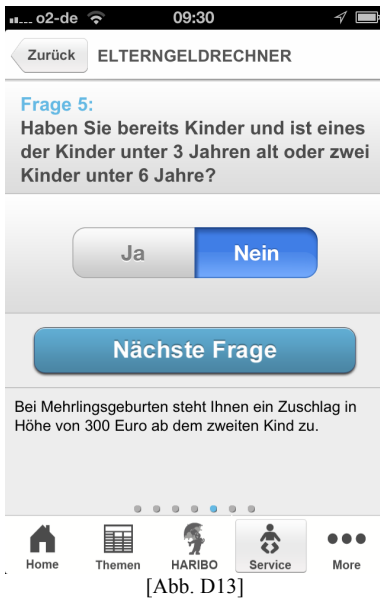 o2-de 09:30
Zurück ELTERNGELDRECHNER
Frage 5:
Haben Sie bereits Kinder und ist eines
der Kinder unter 3 Jahren alt oder zwei
Kinder unter 6 Jahre?
Ja Nein
Nächste Frage
Bei Mehrlingsgeburten steht Ihnen ein Zuschlag in
Höhe von 300 Euro ab dem zweiten Kind zu.
Home Themen HARIBO Service More
[Abb. D13]